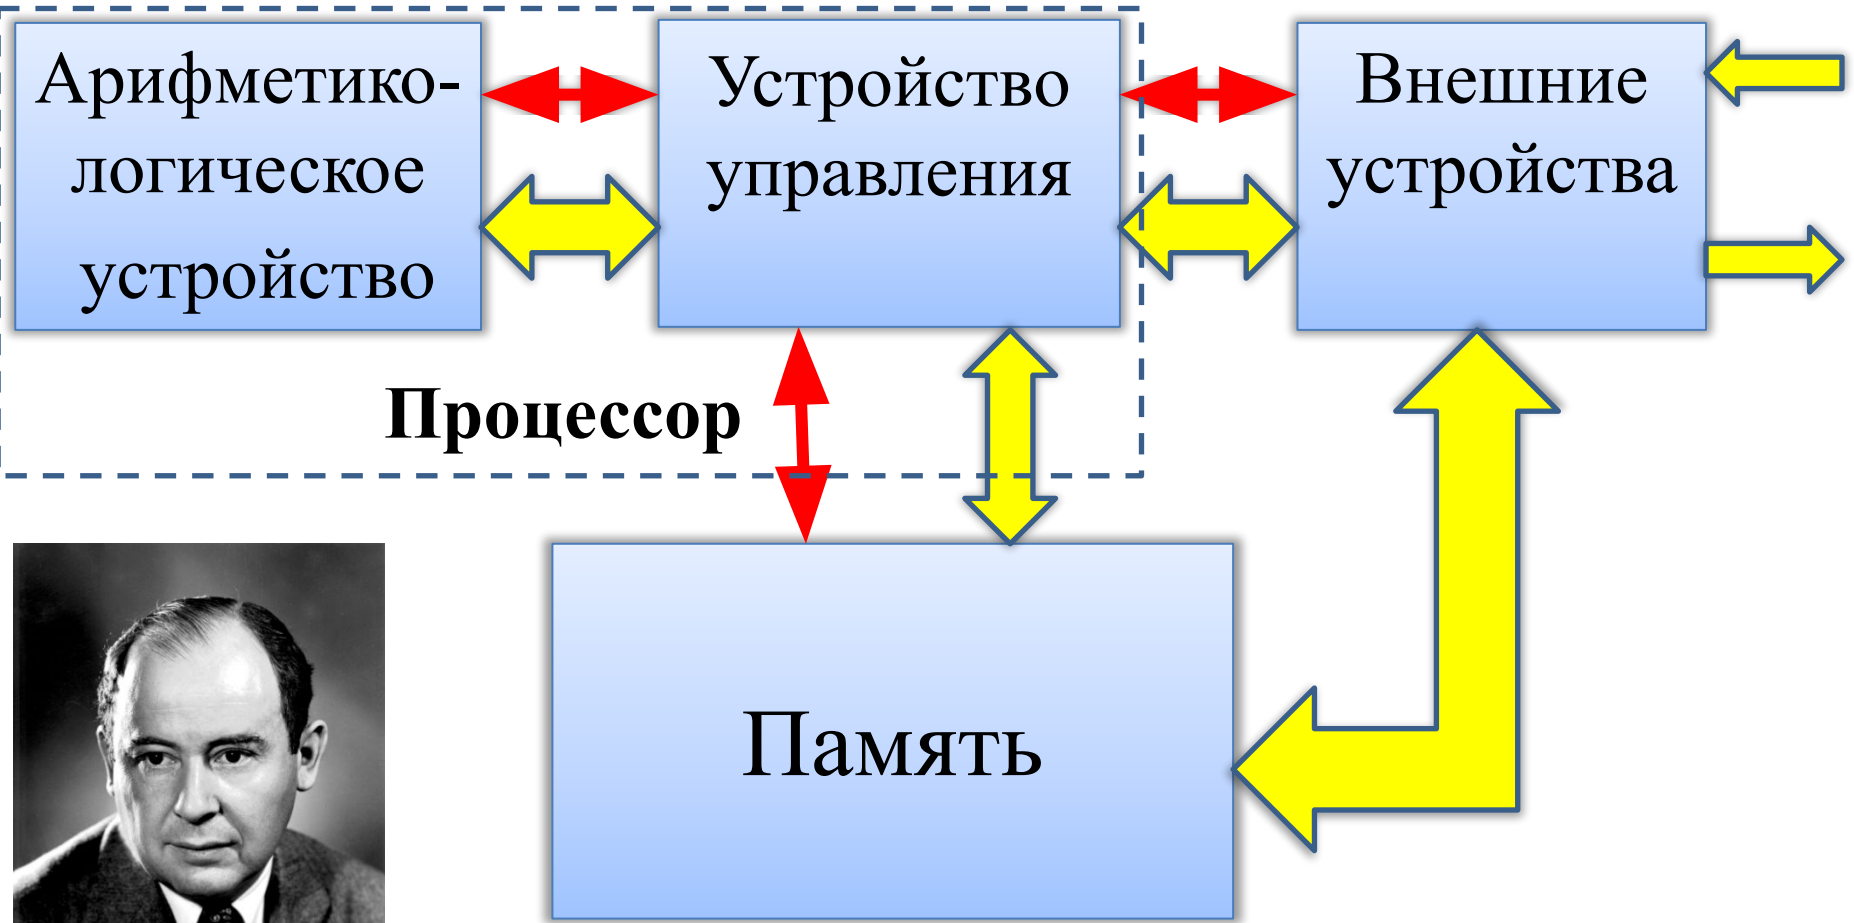 Арифметико-
логическое
устройство
Устройство
управления
Внешние
устройства
Процессор
Память